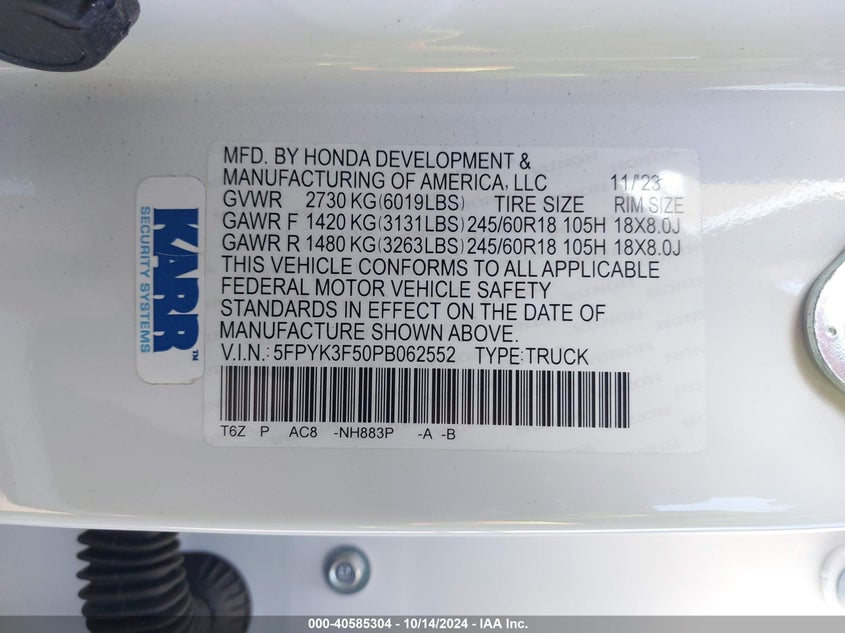 MFD. BY HONDA DEVELOPMENT &
MANUFACTURING OF AMERICA, LLC 11/'23
GVWR 2730 KG(6019LBS) TIRE SIZE RIM SIZE
GAWR F 1420 KG(3131LBS) 245/60R18 105H 18X8.0J
GAWR R 1480 KG(3263LBS) 245/60R18 105H 18X8.0J
THIS VEHICLE CONFORMS TO ALL APPLICABLE
FEDERAL MOTOR VEHICLE SAFETY
STANDARDS IN EFFECT ON THE DATE OF
MANUFACTURE SHOWN ABOVE.
V.I.N.: 5FPYK3F50PB062552 TYPE:TRUCK
T6Z P AC8 -NH883P -A -B
KARR™
SECURITY SYSTEMS
000-40585304 - 10/14/2024 - IAA Inc.